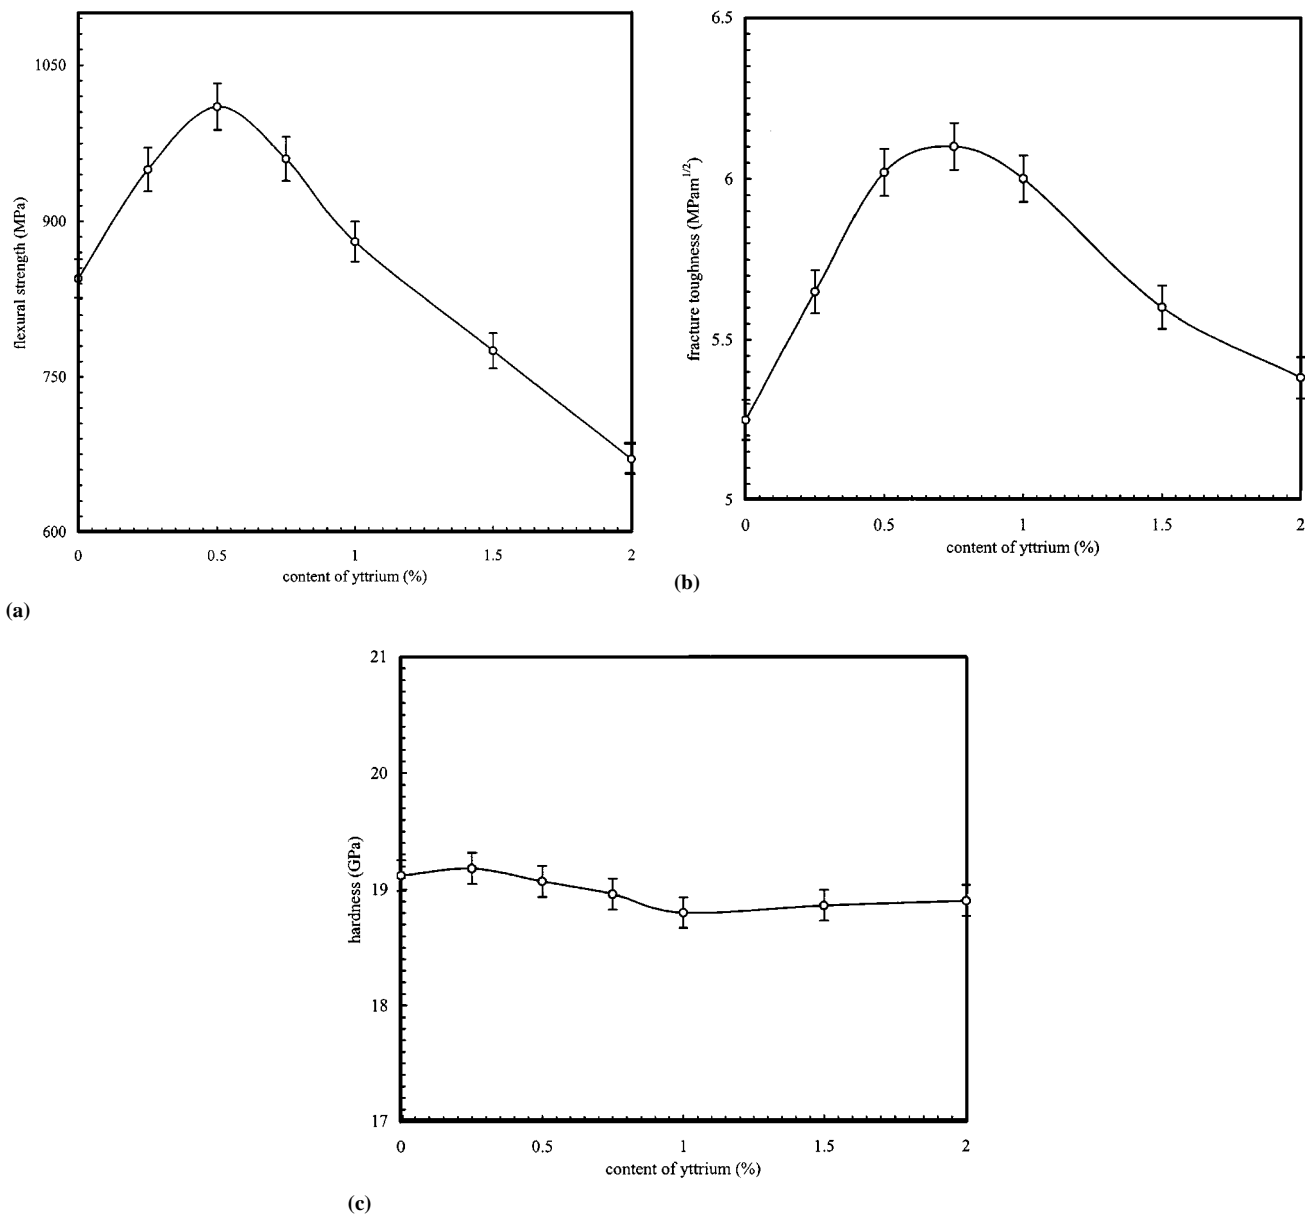 1050
900
750
600
flexural strength (MPa)
0 0.5 1 1.5 2
content of yttrium (%)
(a)
6.5
6
5.5
5
fracture toughness (MPam1/2)
0 0.5 1 1.5 2
content of yttrium (%)
(b)
21
20
19
18
17
hardness (GPa)
0 0.5 1 1.5 2
content of yttrium (%)
(c)